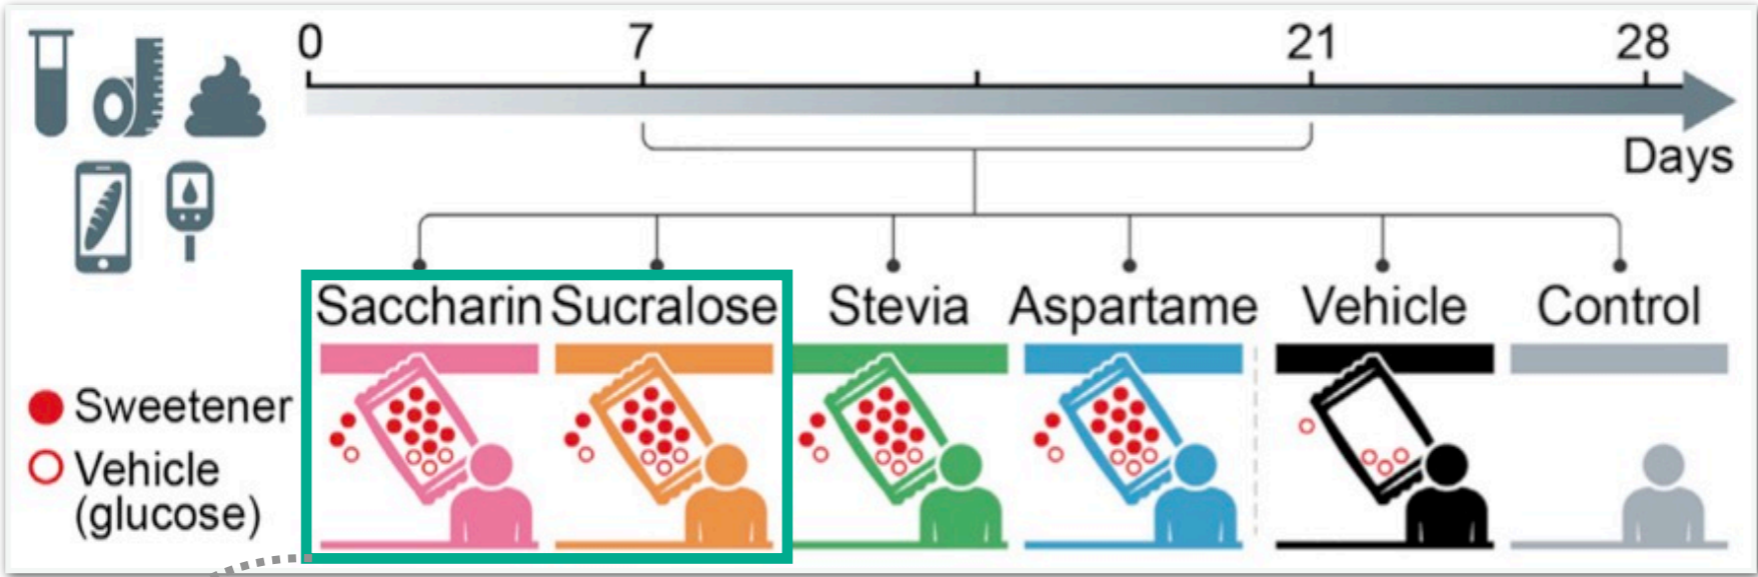 0 7 21 28
Days
Saccharin Sucralose Stevia Aspartame Vehicle Control
Sweetener
Vehicle
(glucose)